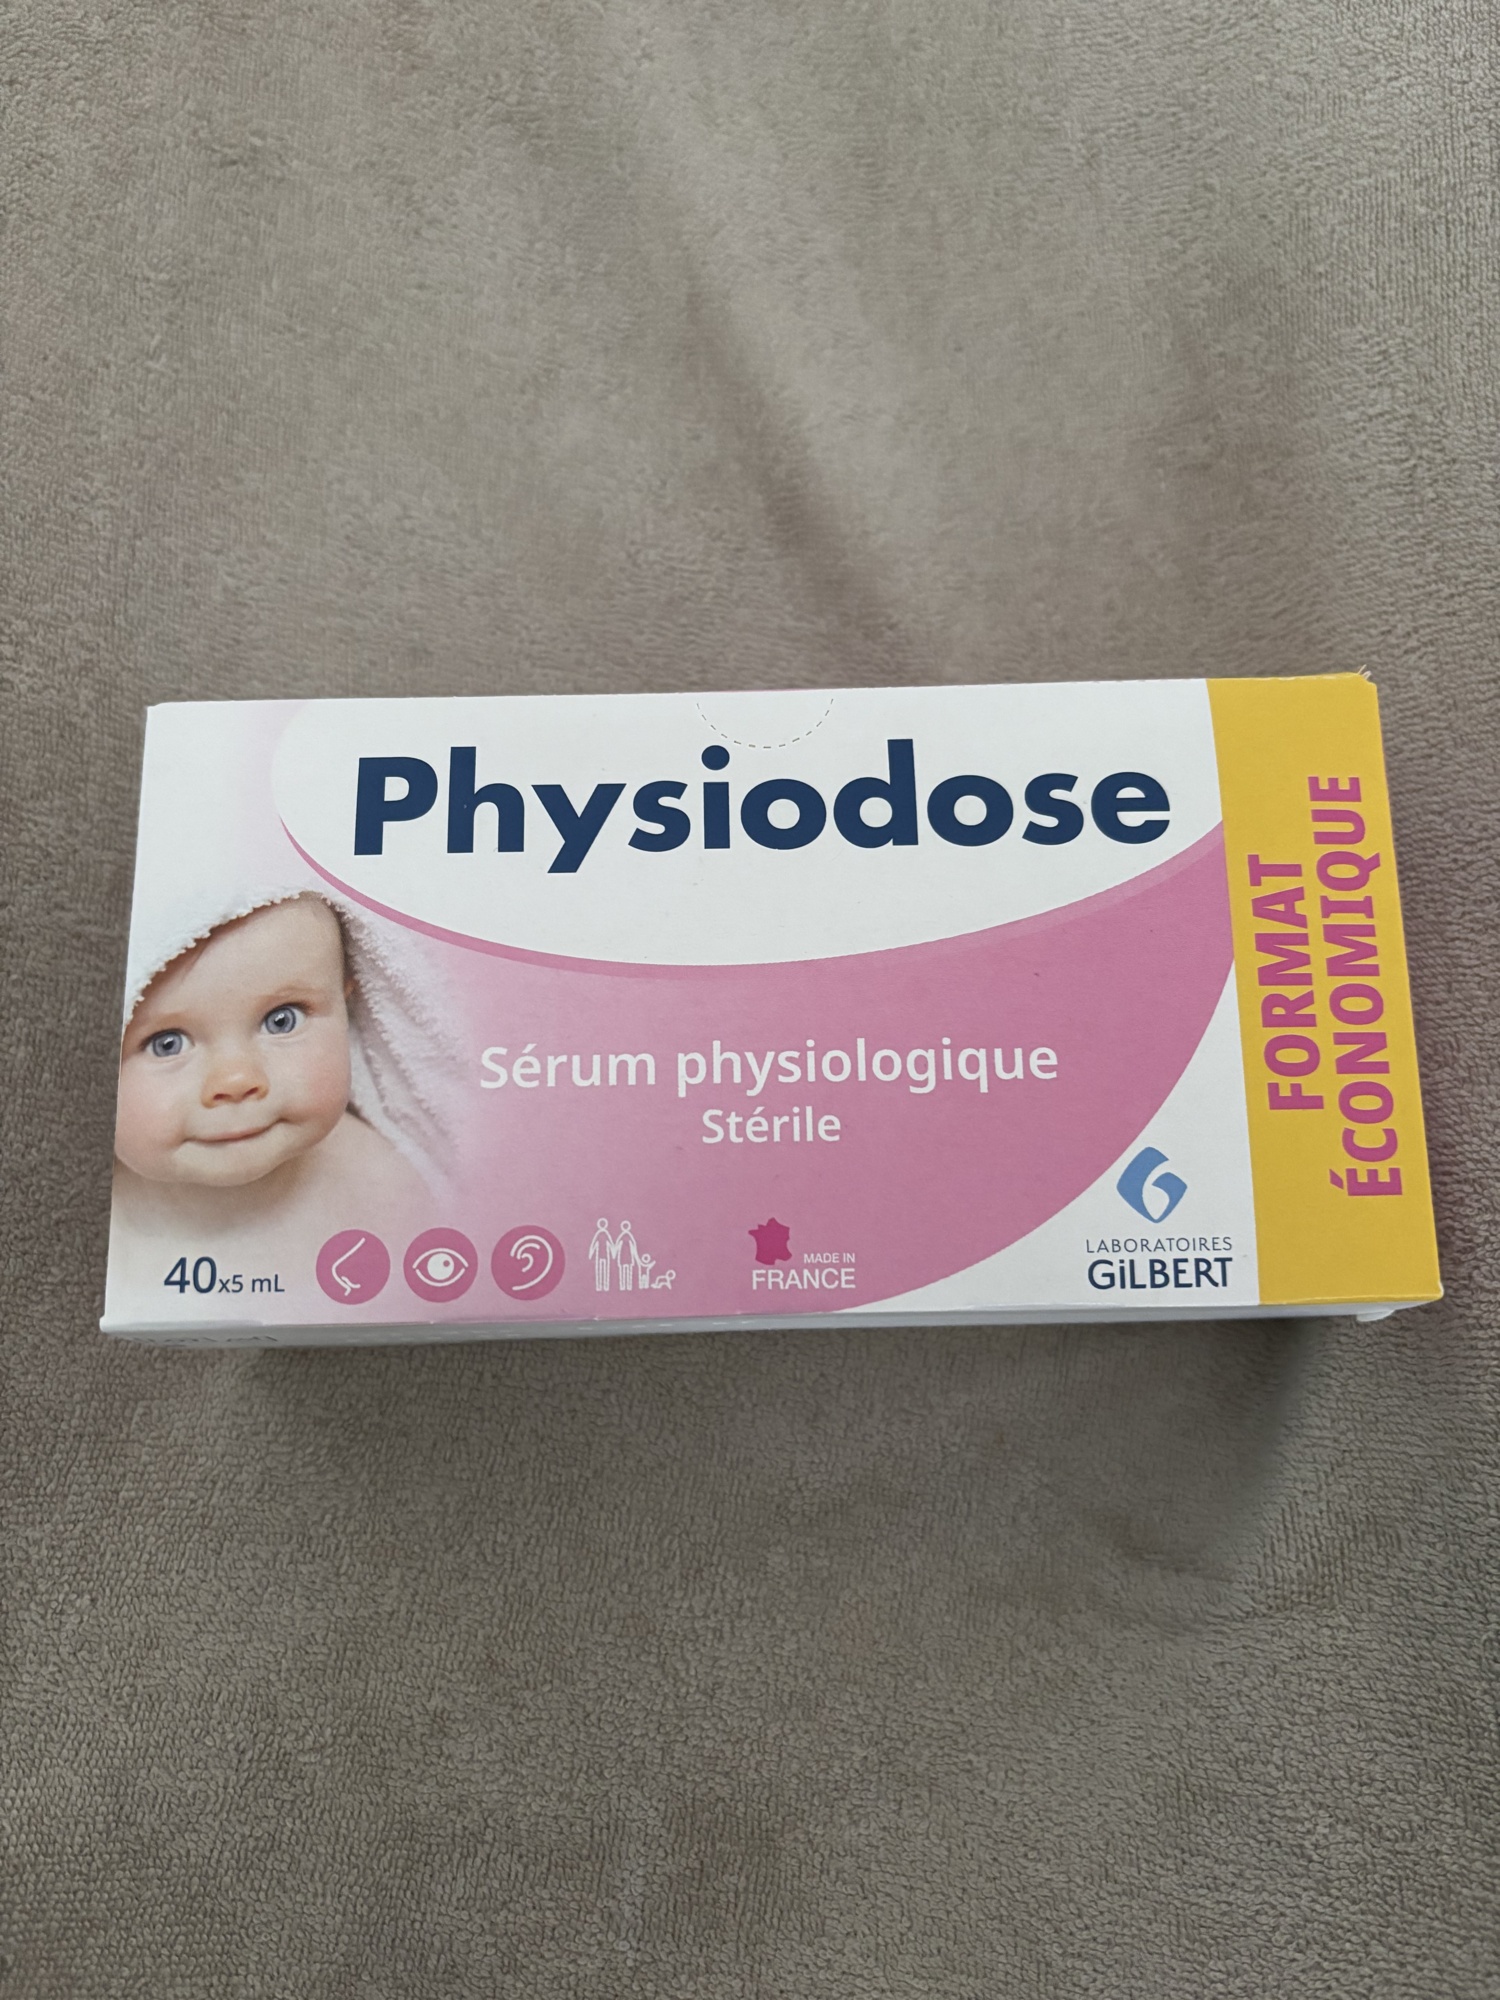 Physiodose
Sérum physiologique
Stérile
40x5 mL
MADE IN
FRANCE
LABORATOIRES
GiLBERT
FORMAT
ÉCONOMIQUE